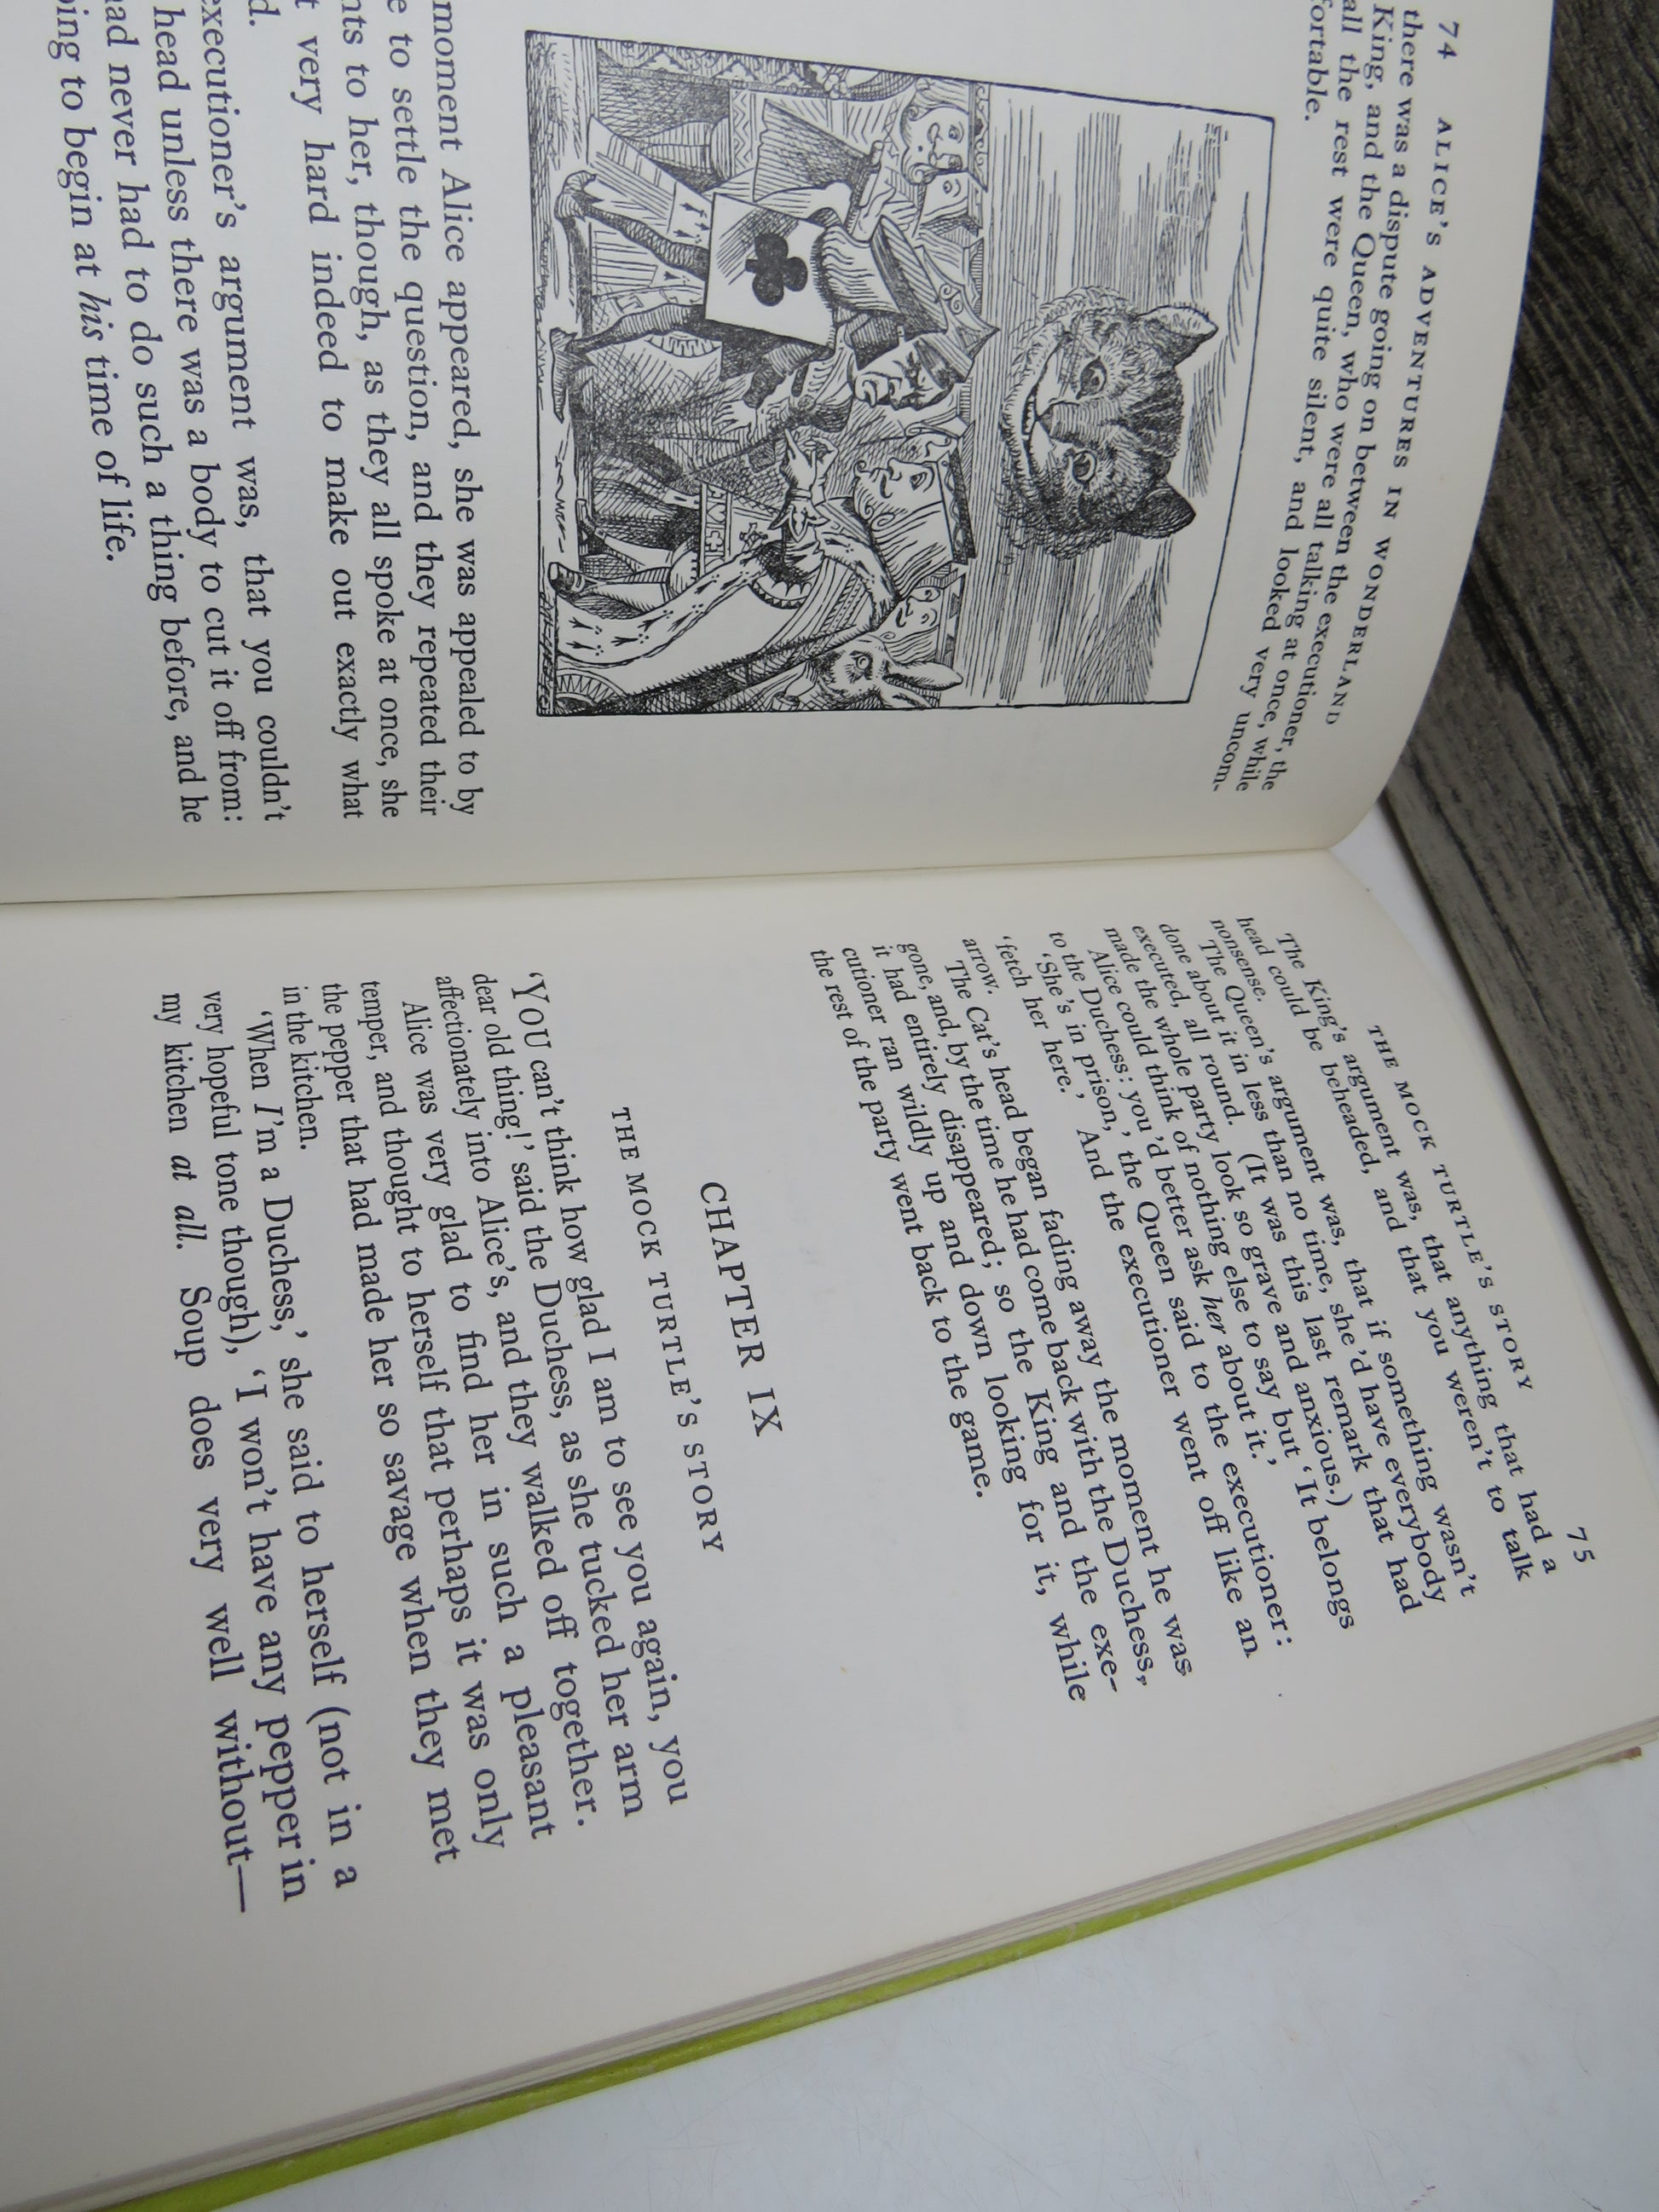 74 ALICE'S ADVENTURES IN WONDERLAND
there was a dispute going on between the executioner, the
King, and the Queen, who were all talking at once, while
all the rest were quite silent, and looked very uncom-
fortable.
moment Alice appeared, she was appealed to by
to settle the question, and they repeated their
to her, though, as they all spoke at once, she
very hard indeed to make out exactly what
executioner's argument was, that you couldn't
head unless there was a body to cut it off from:
had never had to do such a thing before, and he
to begin at his time of life.
THE MOCK TURTLE'S STORY 75
The King's argument was, that anything that had a
head could be beheaded, and that you weren't to talk
nonsense.
The Queen's argument was, that if something wasn't
done about it in less than no time, she'd have everybody
executed, all round. (It was this last remark that had
made the whole party look so grave and anxious.)
Alice could think of nothing else to say but, 'It belongs
to the Duchess: you'd better ask her about it.'
'She's in prison,' the Queen said to the executioner:
'fetch her here.' And the executioner went off like an
arrow.
The Cat's head began fading away the moment he was
gone, and, by the time he had come back with the Duchess,
it had entirely disappeared; so the King and the exe-
cutioner ran wildly up and down looking for it, while
the rest of the party went back to the game.
CHAPTER IX
THE MOCK TURTLE'S STORY
'YOU can't think how glad I am to see you again, you
dear old thing!' said the Duchess, as she tucked her arm
affectionately into Alice's, and they walked off together.
Alice was very glad to find her in such a pleasant
temper, and thought to herself that perhaps it was only
the pepper that had made her so savage when they met
in the kitchen.
'When I'm a Duchess,' she said to herself (not in a
very hopeful tone though), 'I won't have any pepper in
my kitchen at all. Soup does very well without—